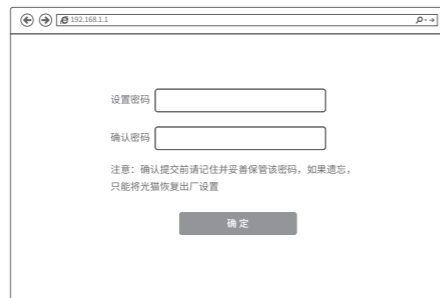 192.168.1.1
设置密码
确认密码
注意：确认提交前请记住并妥善保管该密码，如果遗忘，
只能将光猫恢复出厂设置
确 定